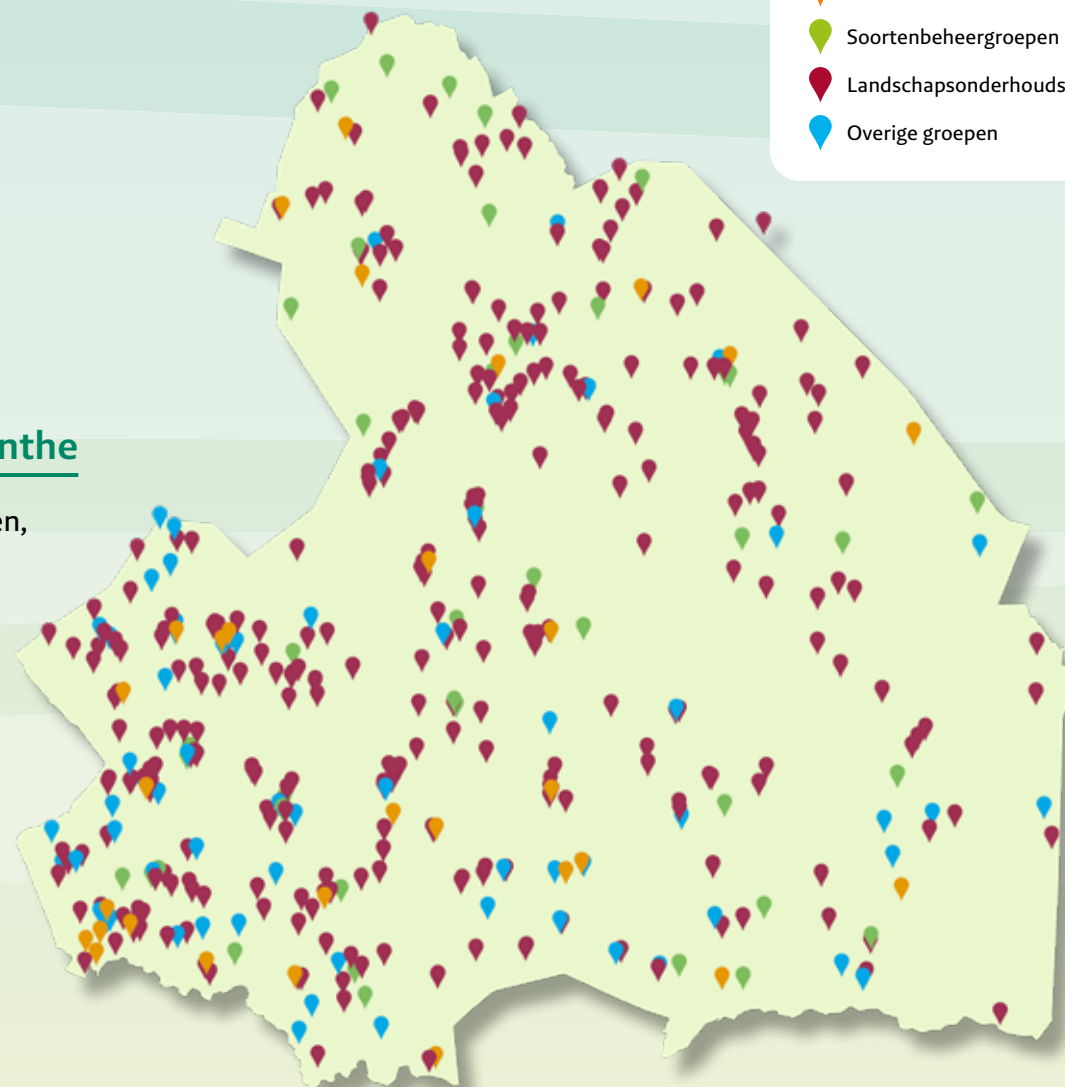 Soortenbeheergroepen
Landschapsonderhouds
Overige groepen
nthe
en,